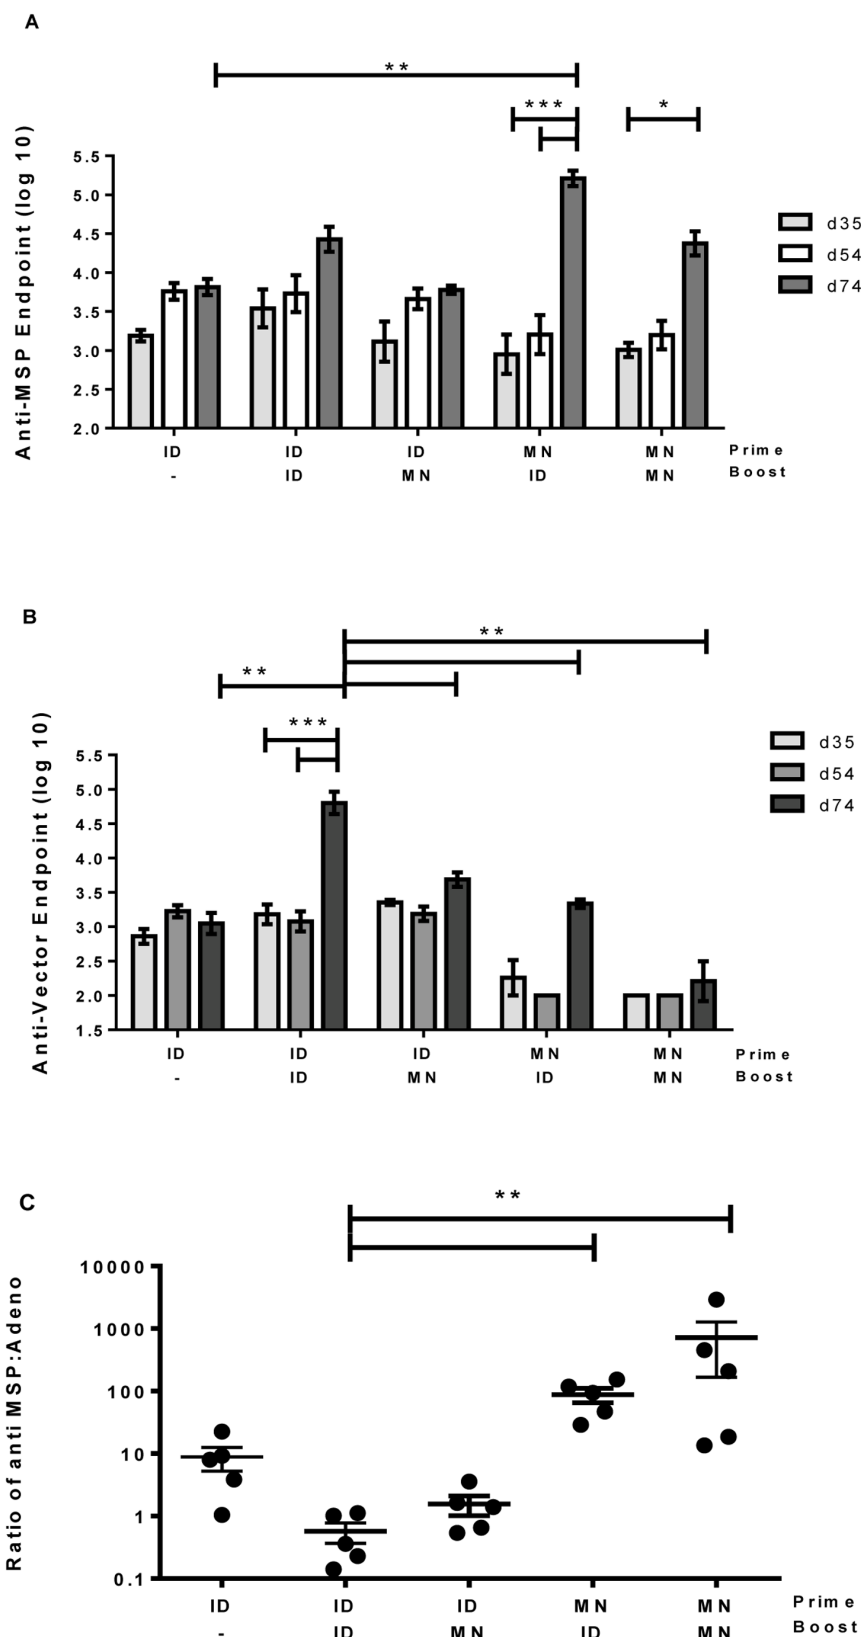 A
**
*** *
Anti-MSP Endpoint (log 10)
5.5
5.0
4.5
4.0
3.5
3.0
2.5
2.0
d35
d54
d74
ID ID ID MN MN Prime
- ID MN ID MN Boost
B
**
**
***
Anti-Vector Endpoint (log 10)
5.5
5.0
4.5
4.0
3.5
3.0
2.5
2.0
1.5
d35
d54
d74
ID ID ID MN MN Prime
- ID MN ID MN Boost
C
**
Ratio of anti MSP:Adeno
10000
1000
100
10
1
0.1
ID ID ID MN MN Prime
- ID MN ID MN Boost